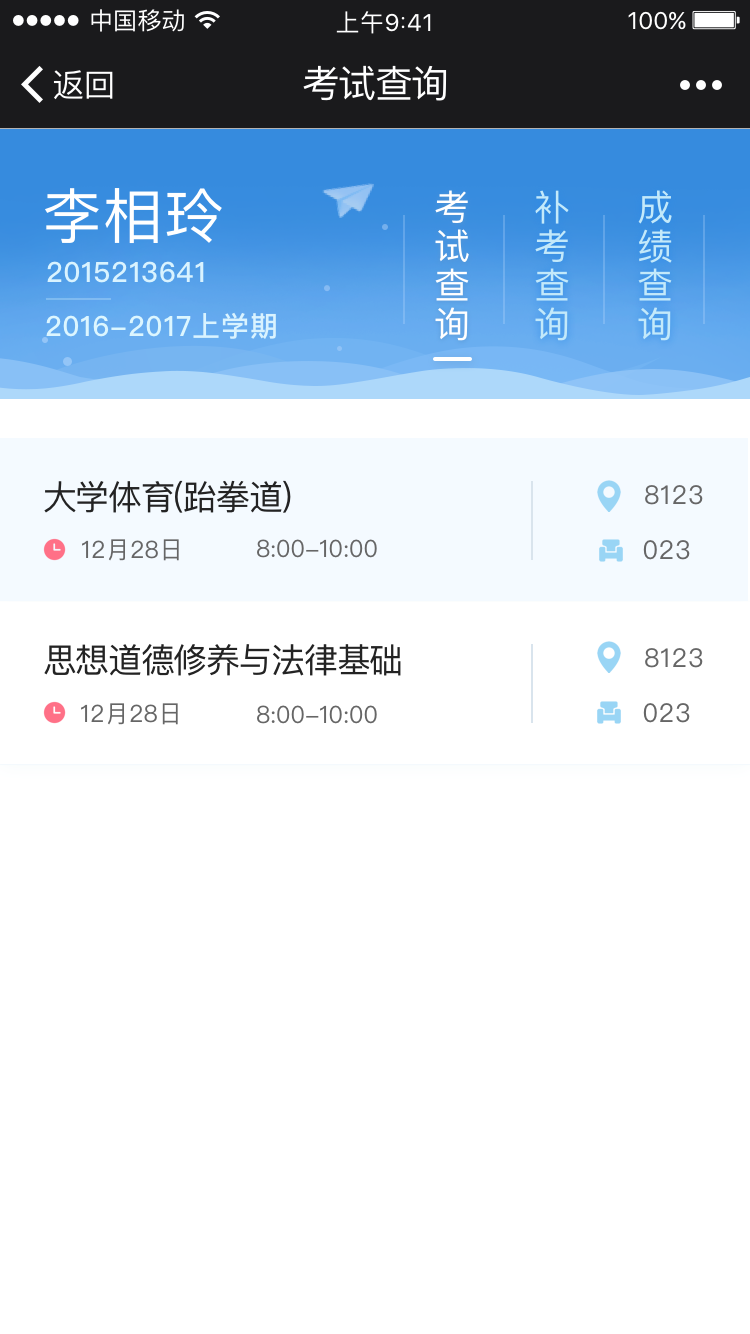 中国移动 上午9:41 100%
返回 考试查询
李相玲
2015213641
2016-2017上学期
考试查询
补考查询
成绩查询
大学体育(跆拳道)
12月28日 8:00-10:00
8123
023
思想道德修养与法律基础
12月28日 8:00-10:00
8123
023